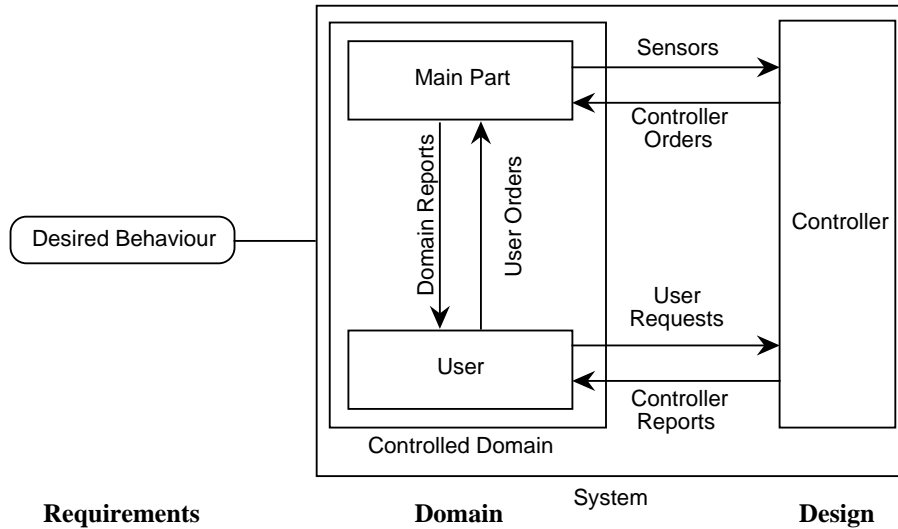 Sensors
Main Part
Controller
Orders
Domain Reports
User Orders
Controller
Desired Behaviour
User
Requests
User
Controller
Reports
Controlled Domain
System
Requirements
Domain
Design